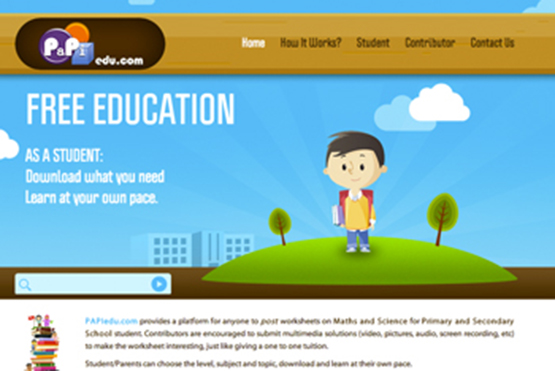 P&Pi edu.com
Home How It Works? Student Contributor Contact Us
FREE EDUCATION
AS A STUDENT:
Download what you need
Learn at your own pace.
PAPIedu.com provides a platform for anyone to post worksheets on Maths and Science for Primary and Secondary
School student. Contributors are encouraged to submit multimedia solutions (video, pictures, audio, screen recording, etc)
to make the worksheet interesting, just like giving a one to one tuition.
Student/Parents can choose the level, subject and topic, download and learn at their own pace.